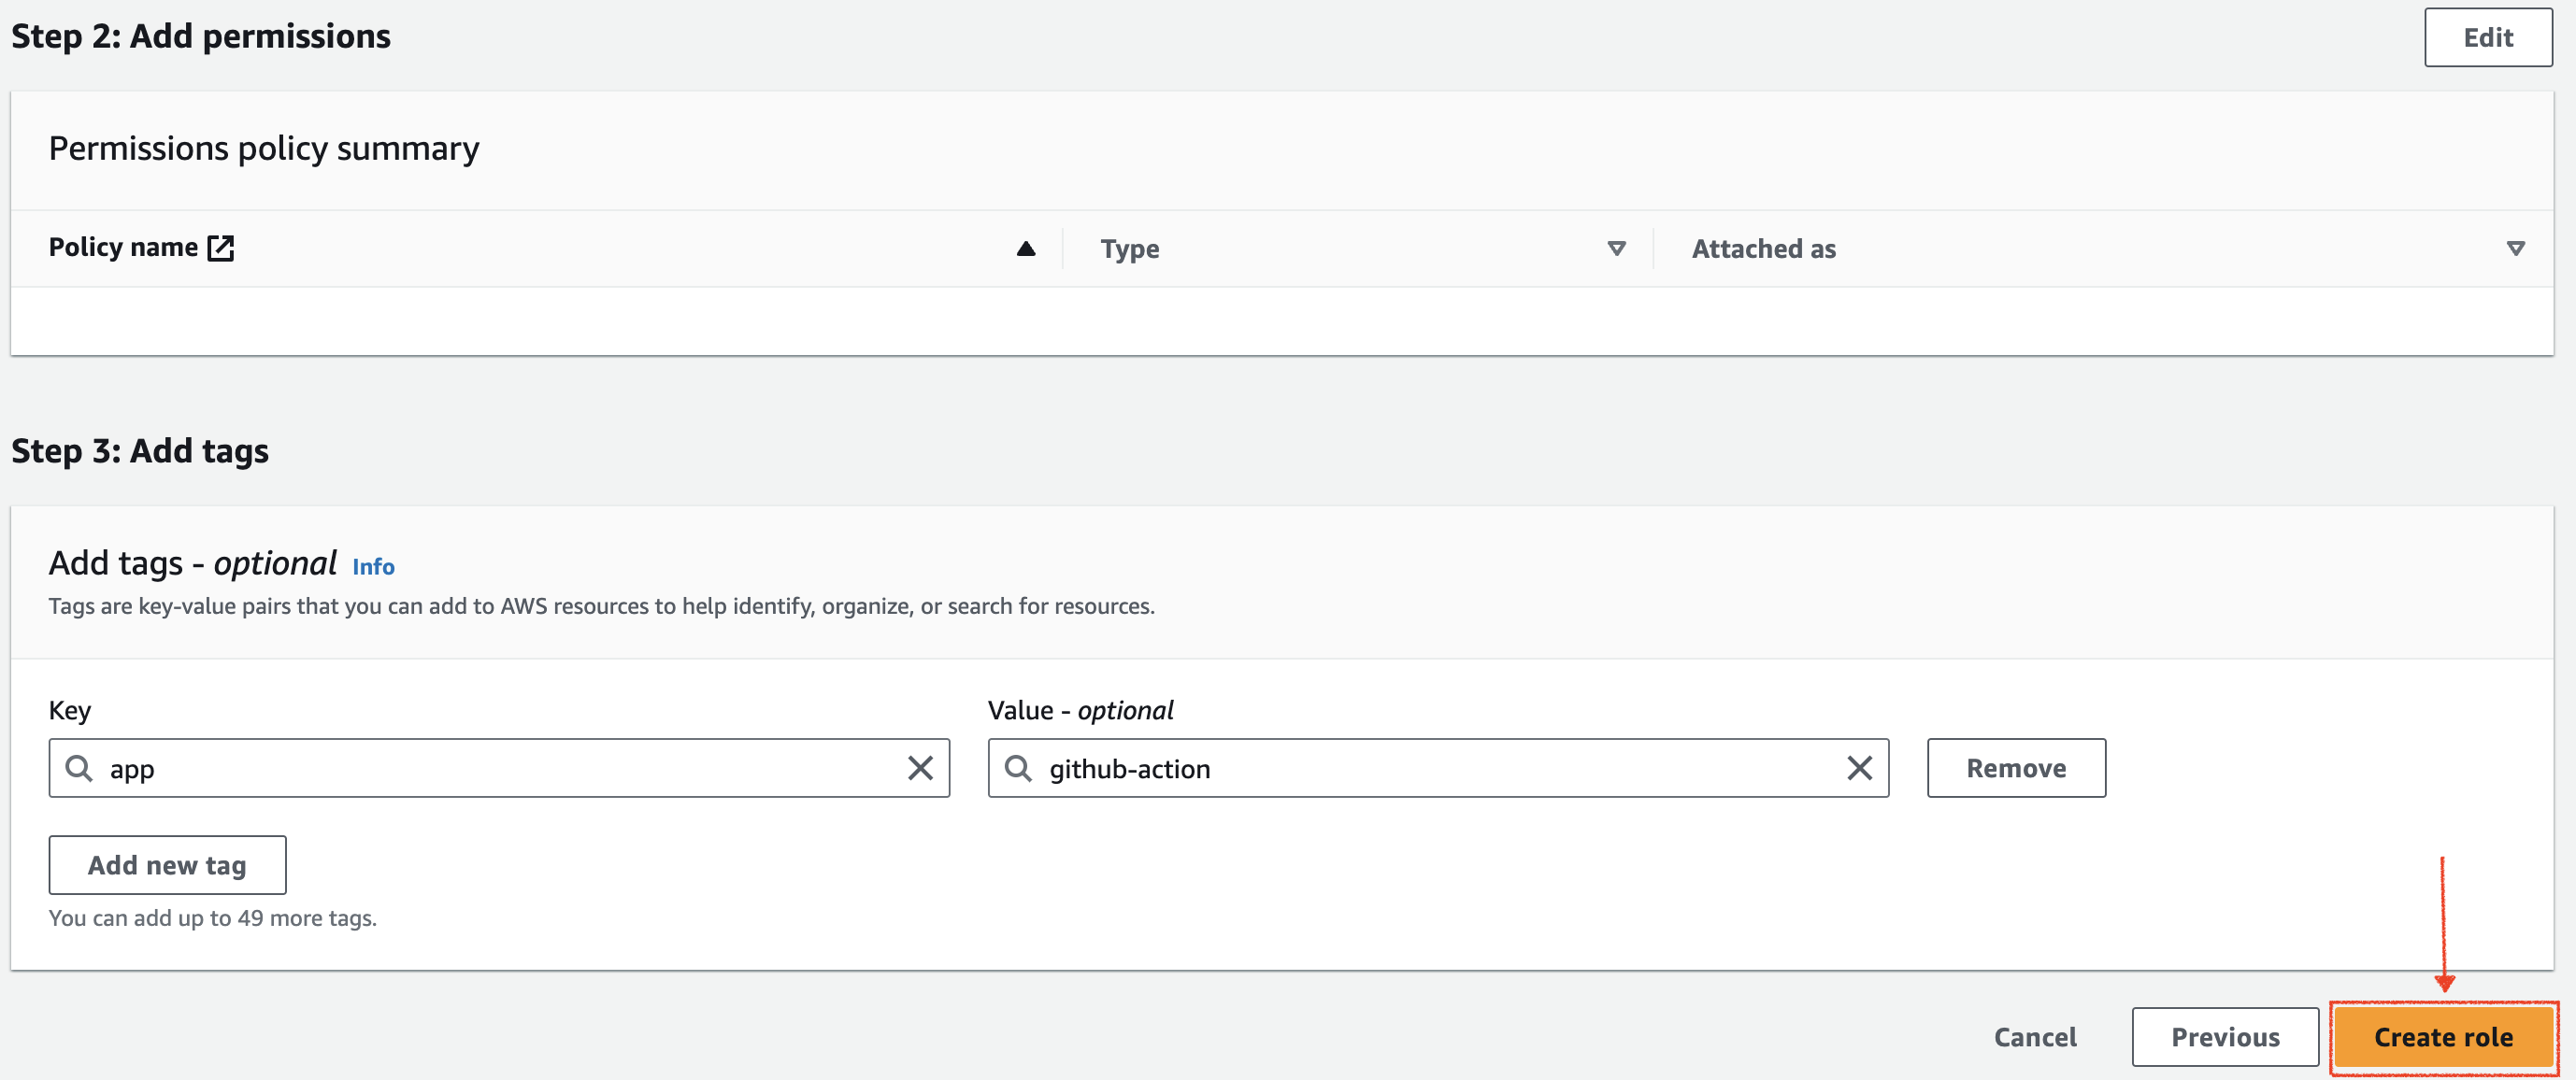 Step 2: Add permissions
Edit
Permissions policy summary
Policy name
Type
Attached as
Step 3: Add tags
Add tags - optional Info
Tags are key-value pairs that you can add to AWS resources to help identify, organize, or search for resources.
Key
Value - optional
app
github-action
Remove
Add new tag
You can add up to 49 more tags.
Cancel
Previous
Create role